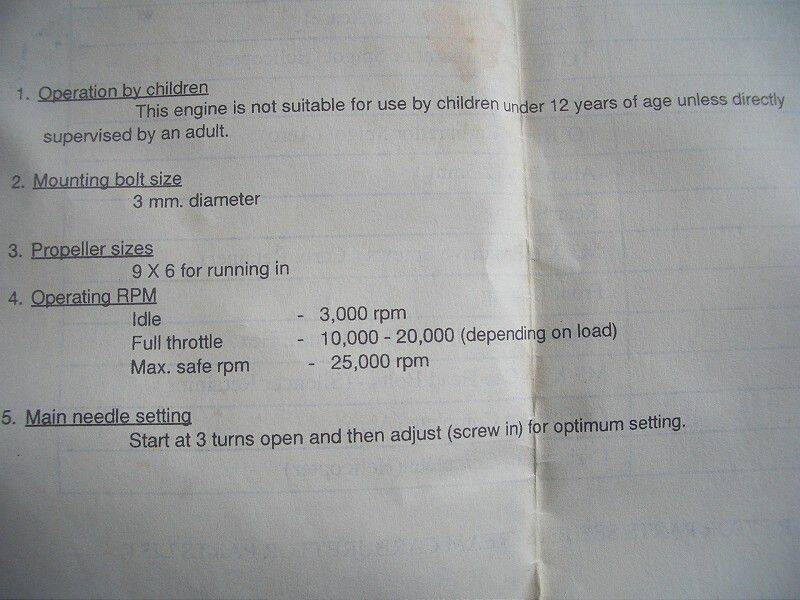 1. Operation by children
This engine is not suitable for use by children under 12 years of age unless directly
supervised by an adult.
2. Mounting bolt size
3 mm. diameter
3. Propeller sizes
9 X 6 for running in
4. Operating RPM
Idle - 3,000 rpm
Full throttle - 10,000 - 20,000 (depending on load)
Max. safe rpm - 25,000 rpm
5. Main needle setting
Start at 3 turns open and then adjust (screw in) for optimum setting.